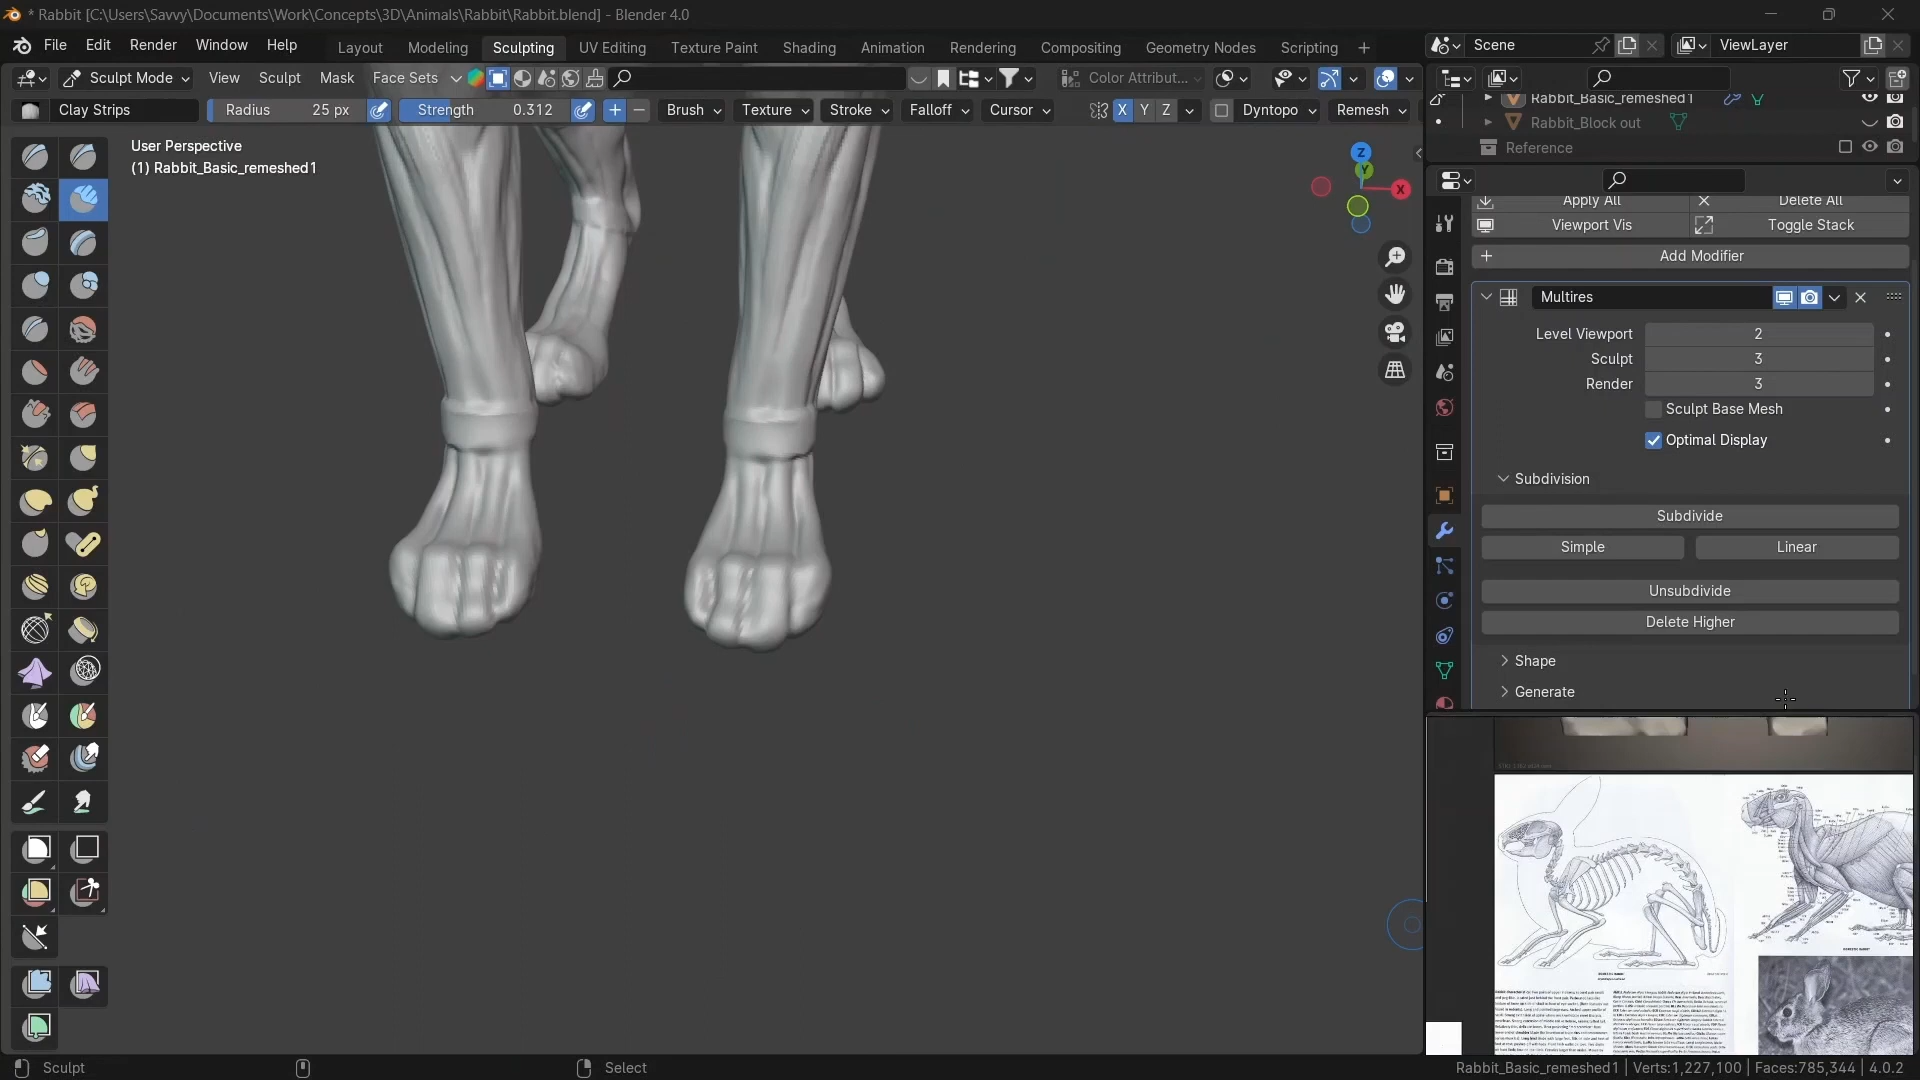 * Rabbit [C:\Users\Savvy\Documents\Work\Concepts\3D\Animals\Rabbit\Rabbit.blend] - Blender 4.0
File Edit Render Window Help
Layout Modeling Sculpting UV Editing Texture Paint Shading Animation Rendering Compositing Geometry Nodes Scripting +
Scene ViewLayer
Sculpt Mode View Sculpt Mask Face Sets Color Attribut...
Clay Strips Radius 25 px Strength 0.312 Brush Texture Stroke Falloff Cursor X Y Z Dyntopo Remesh
User Perspective
(1) Rabbit_Basic_remeshed1
Z
Y
X
Rabbit_Basic_remeshed1
Rabbit_Block out
Reference
Apply All Delete All
Viewport Vis Toggle Stack
Add Modifier
Multires
Level Viewport 2
Sculpt 3
Render 3
Sculpt Base Mesh
Optimal Display
Subdivision
Subdivide
Simple Linear
Unsubdivide
Delete Higher
Shape
Generate
Sculpt Select Rabbit_Basic_remeshed1 | Verts:1,227,100 | Faces:785,344 | 4.0.2